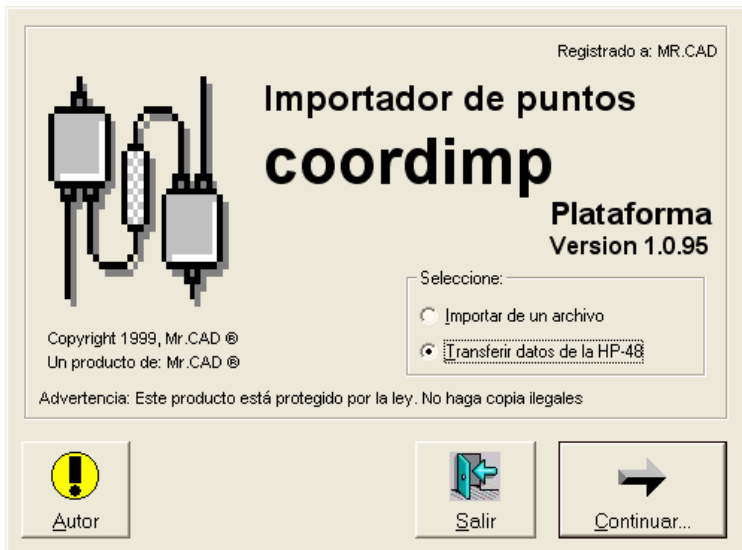 Registrado a: MR.CAD
Importador de puntos
coordimp
Plataforma
Version 1.0.95
Seleccione:
Importar de un archivo
Transferir datos de la HP-48
Copyright 1999, Mr.CAD ®
Un producto de: Mr.CAD ®
Advertencia: Este producto está protegido por la ley. No haga copia ilegales
Autor
Salir
Continuar...